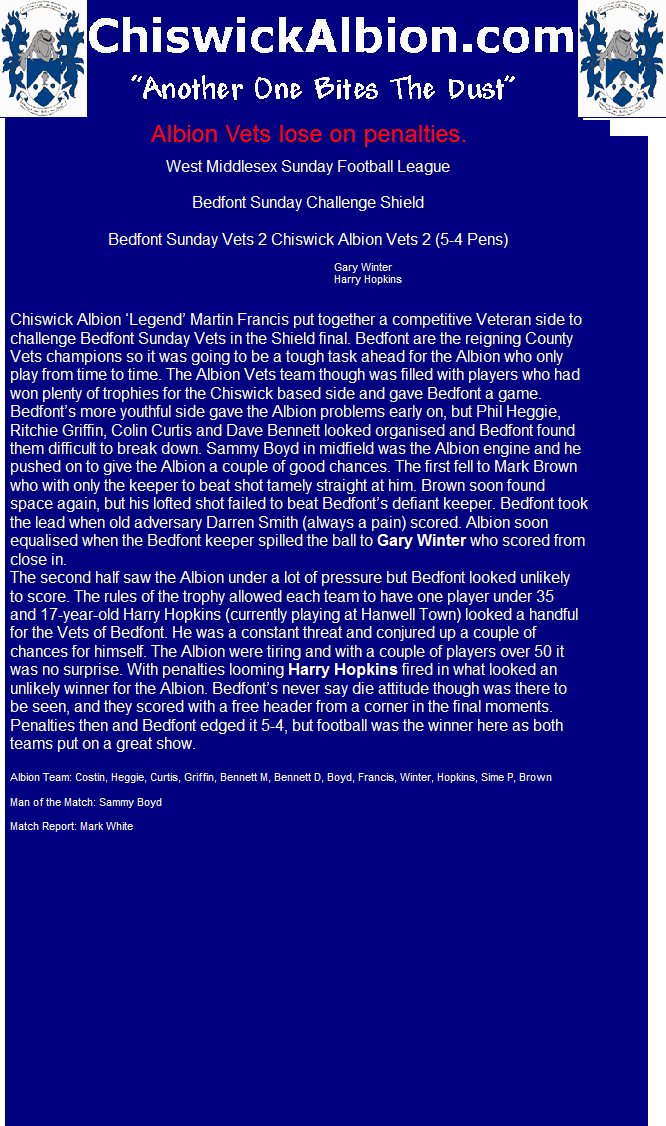 ChiswickAlbion.com
“Another One Bites The Dust”
Albion Vets lose on penalties.
West Middlesex Sunday Football League
Bedfont Sunday Challenge Shield
Bedfont Sunday Vets 2 Chiswick Albion Vets 2 (5-4 Pens)
Gary Winter
Harry Hopkins
Chiswick Albion ‘Legend’ Martin Francis put together a competitive Veteran side to
challenge Bedfont Sunday Vets in the Shield final. Bedfont are the reigning County
Vets champions so it was going to be a tough task ahead for the Albion who only
play from time to time. The Albion Vets team though was filled with players who had
won plenty of trophies for the Chiswick based side and gave Bedfont a game.
Bedfont’s more youthful side gave the Albion problems early on, but Phil Heggie,
Ritchie Griffin, Colin Curtis and Dave Bennett looked organised and Bedfont found
them difficult to break down. Sammy Boyd in midfield was the Albion engine and he
pushed on to give the Albion a couple of good chances. The first fell to Mark Brown
who with only the keeper to beat shot tamely straight at him. Brown soon found
space again, but his lofted shot failed to beat Bedfont’s defiant keeper. Bedfont took
the lead when old adversary Darren Smith (always a pain) scored. Albion soon
equalised when the Bedfont keeper spilled the ball to Gary Winter who scored from
close in.
The second half saw the Albion under a lot of pressure but Bedfont looked unlikely
to score. The rules of the trophy allowed each team to have one player under 35
and 17-year-old Harry Hopkins (currently playing at Hanwell Town) looked a handful
for the Vets of Bedfont. He was a constant threat and conjured up a couple of
chances for himself. The Albion were tiring and with a couple of players over 50 it
was no surprise. With penalties looming Harry Hopkins fired in what looked an
unlikely winner for the Albion. Bedfont’s never say die attitude though was there to
be seen, and they scored with a free header from a corner in the final moments.
Penalties then and Bedfont edged it 5-4, but football was the winner here as both
teams put on a great show.
Albion Team: Costin, Heggie, Curtis, Griffin, Bennett M, Bennett D, Boyd, Francis, Winter, Hopkins, Sime P, Brown
Man of the Match: Sammy Boyd
Match Report: Mark White